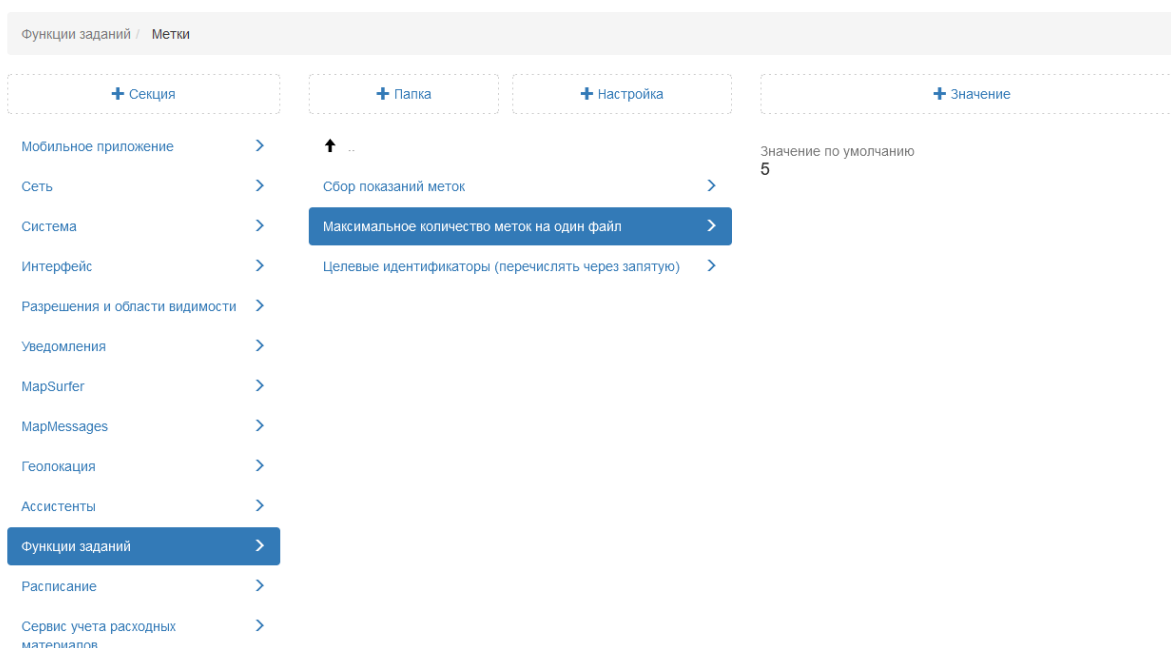 Функции заданий / Метки
Секция
Папка
Настройка
Значение
Мобильное приложение
Сеть
Система
Интерфейс
Разрешения и области видимости
Уведомления
MapSurfer
MapMessages
Геолокация
Ассистенты
Функции заданий
Расписание
Сервис учета расходных
материалов
..
Сбор показаний меток
Максимальное количество меток на один файл
Целевые идентификаторы (перечислять через запятую)
Значение по умолчанию
5